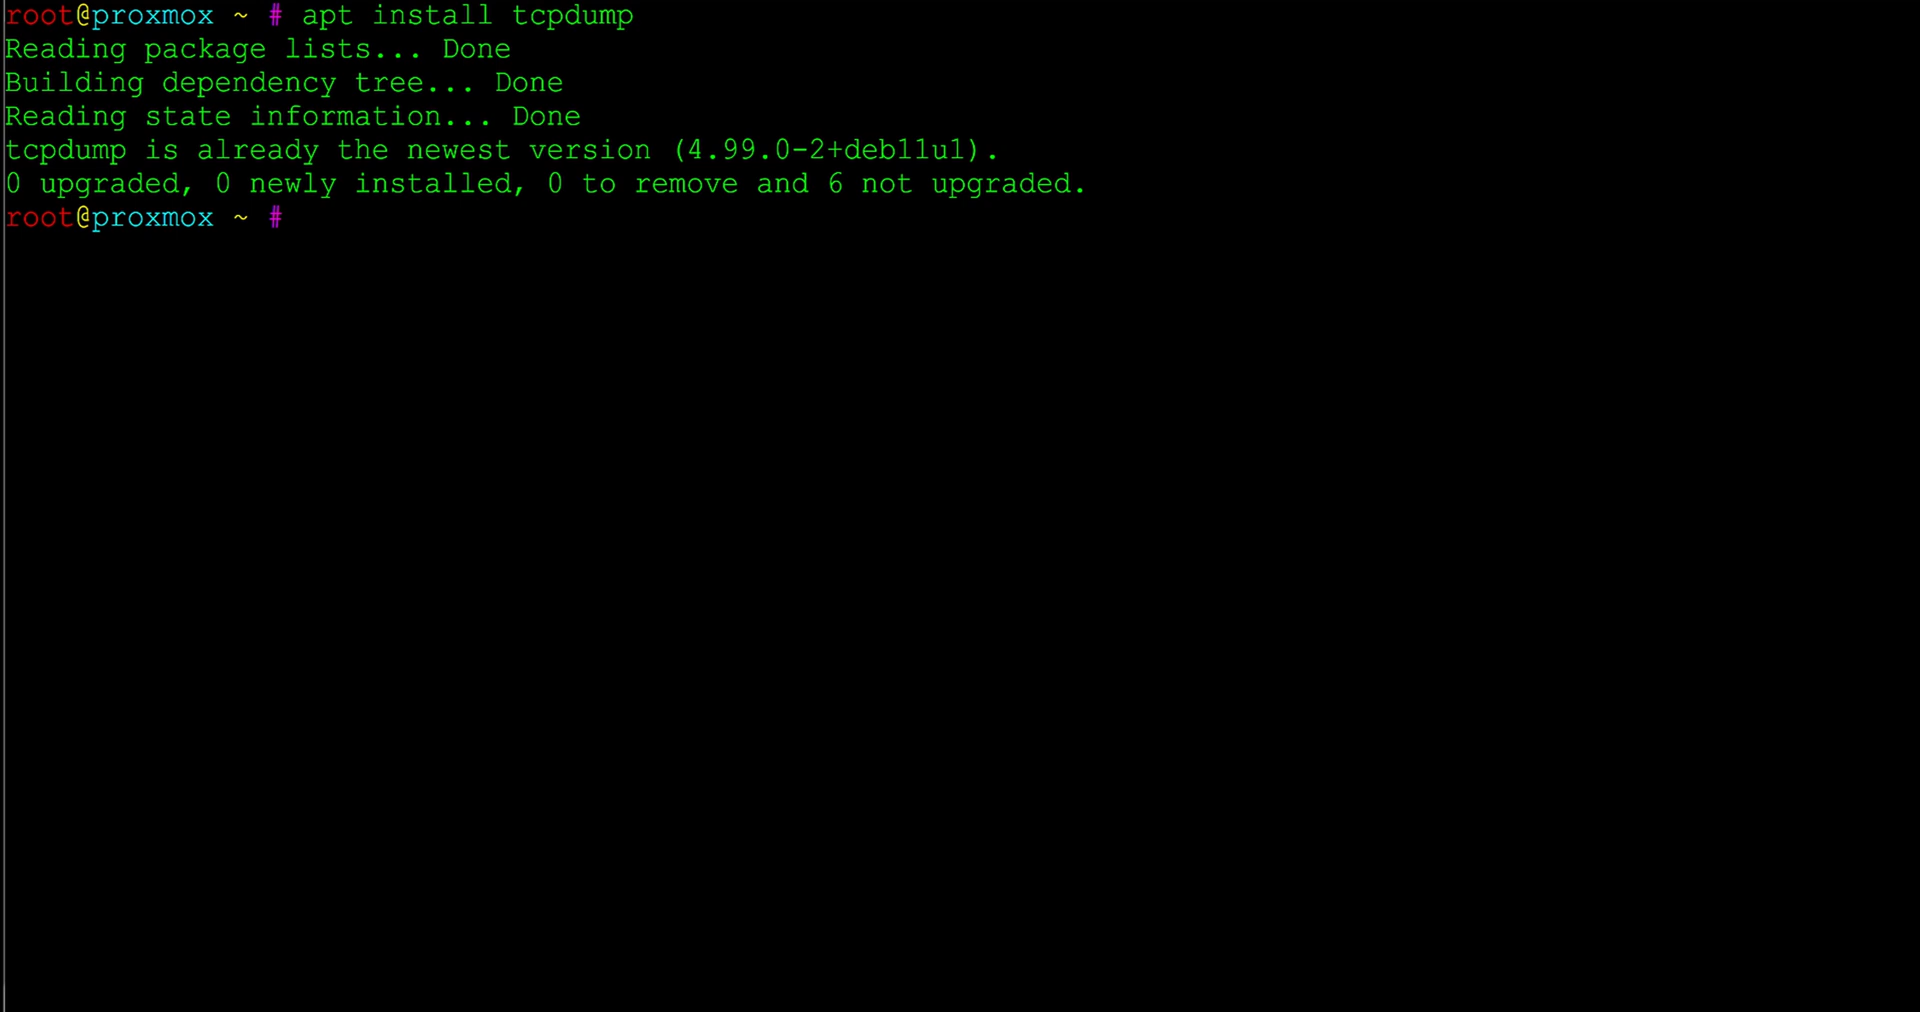 root@proxmox ~ # apt install tcpdump
Reading package lists... Done
Building dependency tree... Done
Reading state information... Done
tcpdump is already the newest version (4.99.0-2+deb11u1).
0 upgraded, 0 newly installed, 0 to remove and 6 not upgraded.
root@proxmox ~ #